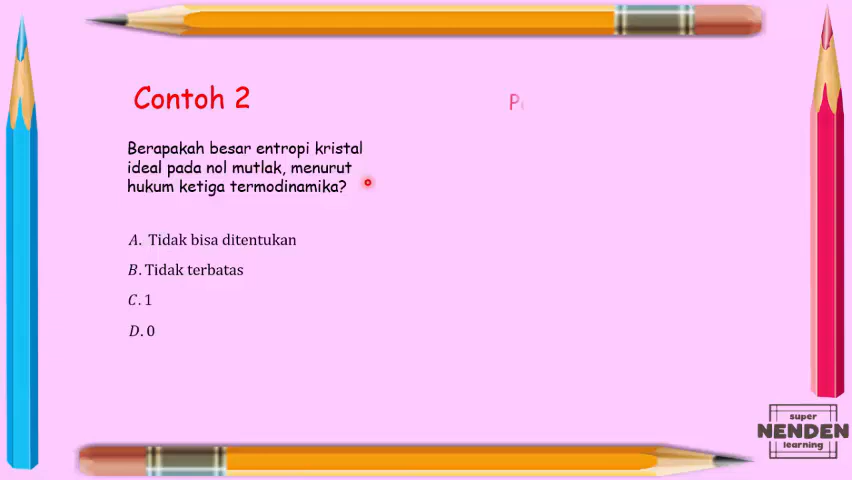 Contoh 2
Berapakah besar entropi kristal
ideal pada nol mutlak, menurut
hukum ketiga termodinamika?
A. Tidak bisa ditentukan
B. Tidak terbatas
C. 1
D. 0
super
NENDEN
learning